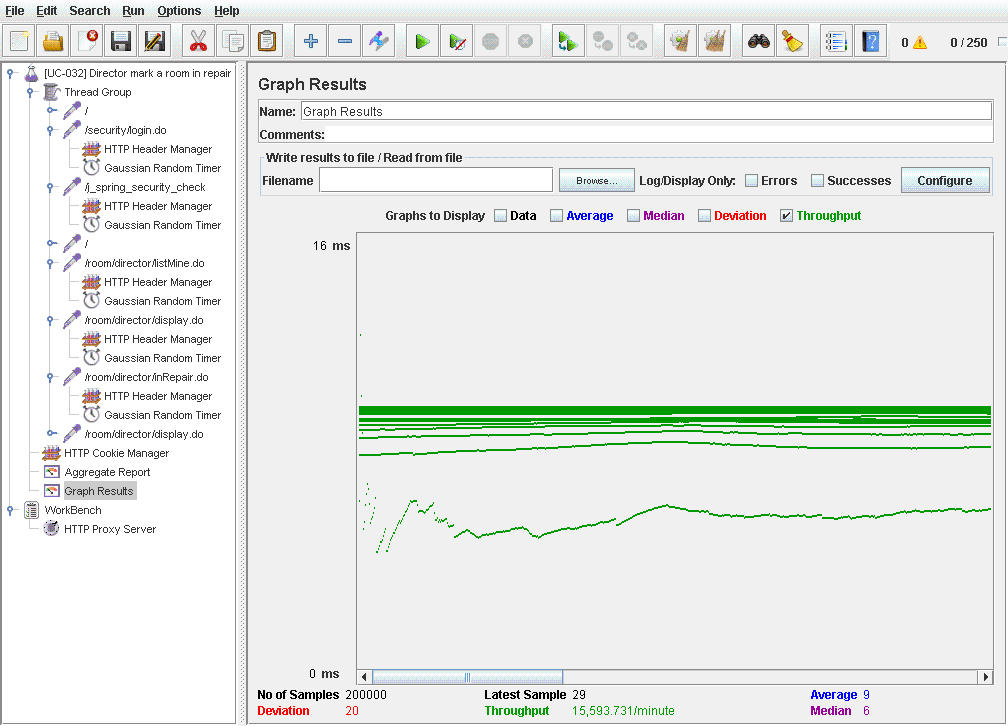 File Edit Search Run Options Help
0 0 / 250
[UC-032] Director mark a room in repair
Thread Group
/
/security/login.do
HTTP Header Manager
Gaussian Random Timer
/j_spring_security_check
HTTP Header Manager
Gaussian Random Timer
/
/room/director/listMine.do
HTTP Header Manager
Gaussian Random Timer
/room/director/display.do
HTTP Header Manager
Gaussian Random Timer
/room/director/inRepair.do
HTTP Header Manager
Gaussian Random Timer
/room/director/display.do
HTTP Cookie Manager
Aggregate Report
Graph Results
WorkBench
HTTP Proxy Server
Graph Results
Name: Graph Results
Comments:
Write results to file / Read from file
Filename Browse... Log/Display Only: Errors Successes Configure
Graphs to Display Data Average Median Deviation Throughput
16 ms
0 ms
No of Samples 200000 Latest Sample 29 Average 9
Deviation 20 Throughput 15,593.731/minute Median 6